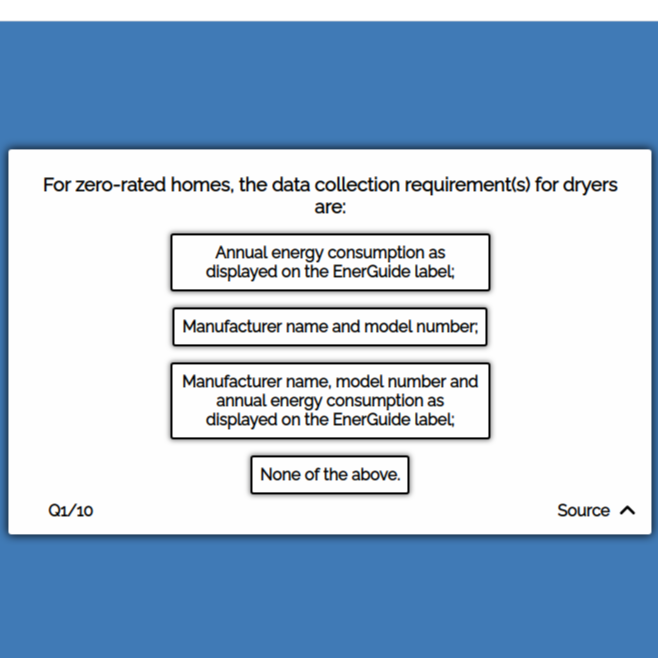 For zero-rated homes, the data collection requirement(s) for dryers
are:
Annual energy consumption as
displayed on the EnerGuide label;
Manufacturer name and model number;
Manufacturer name, model number and
annual energy consumption as
displayed on the EnerGuide label;
None of the above.
Q1/10
Source